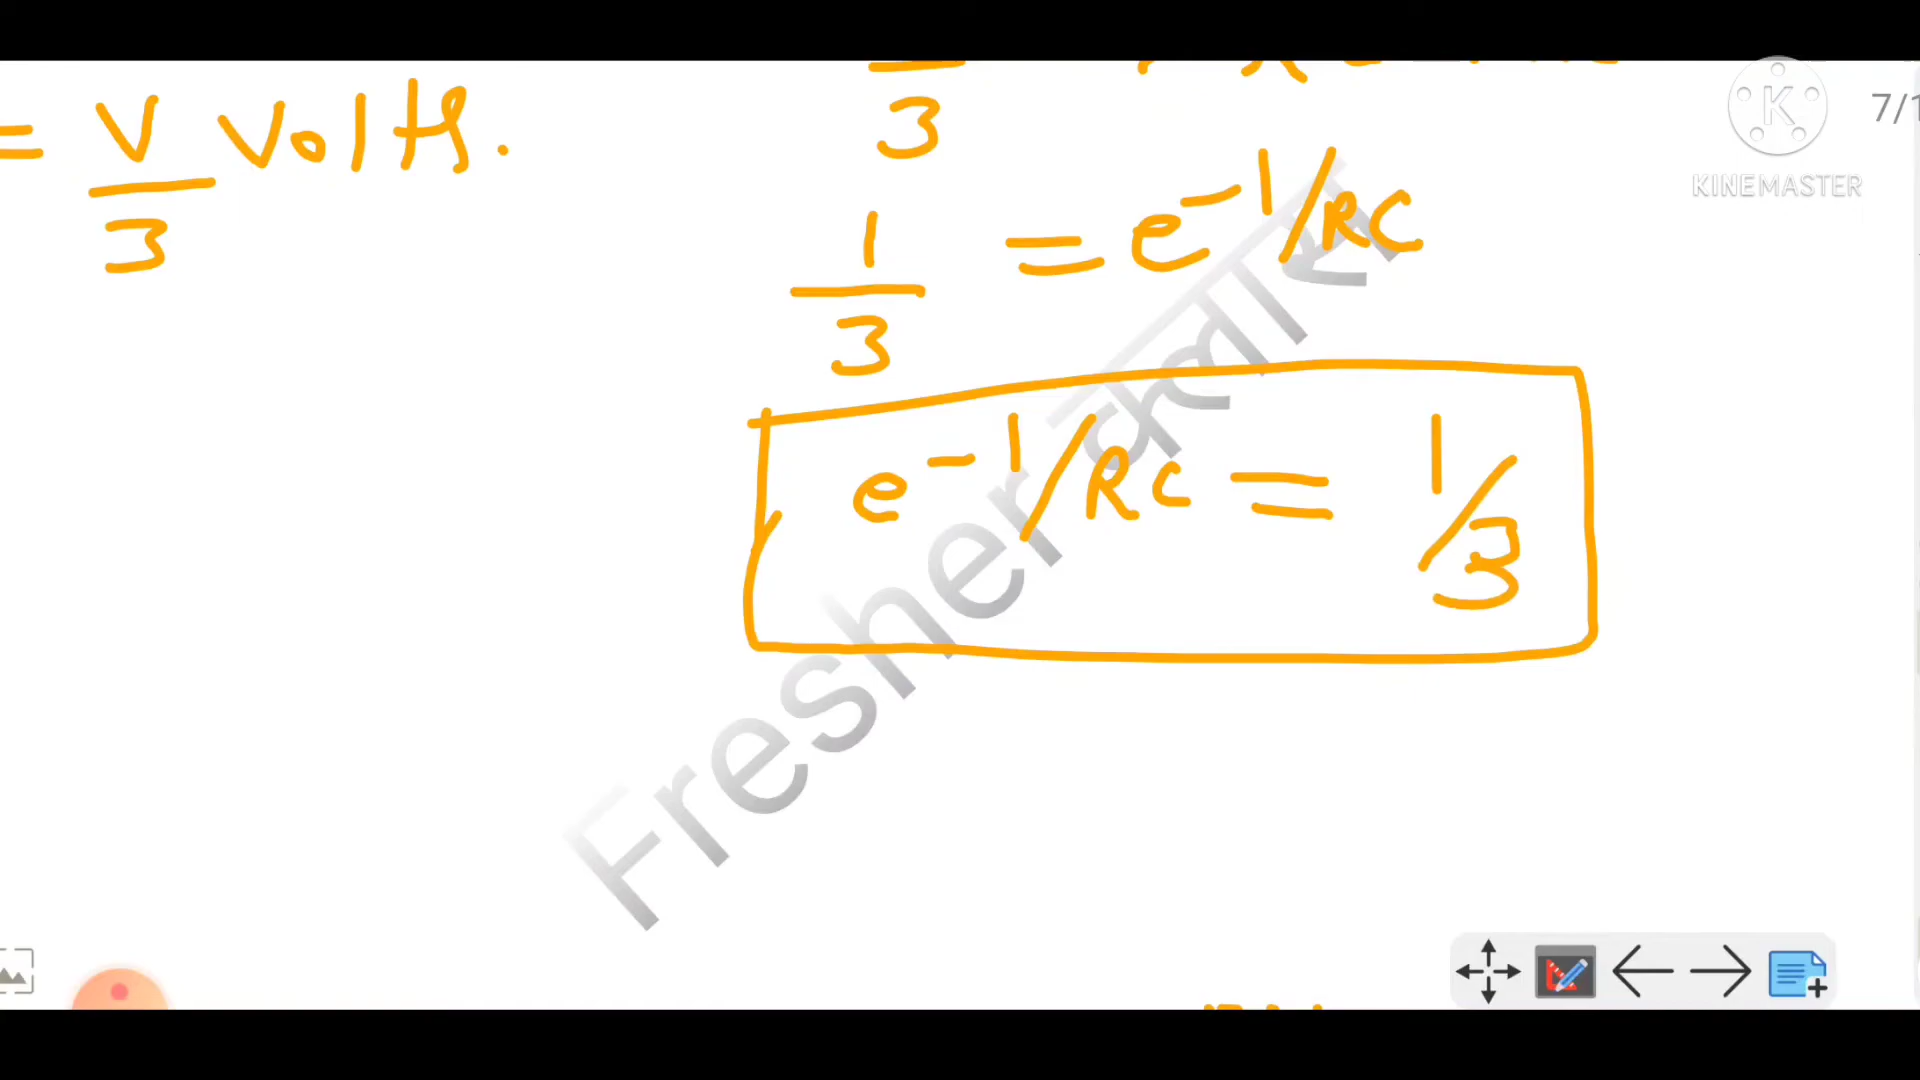 = V/3 Volts.
3
1/3 = e^-1/RC
e^-1/RC = 1/3
Fresher क्लास
KINEMASTER
7/1